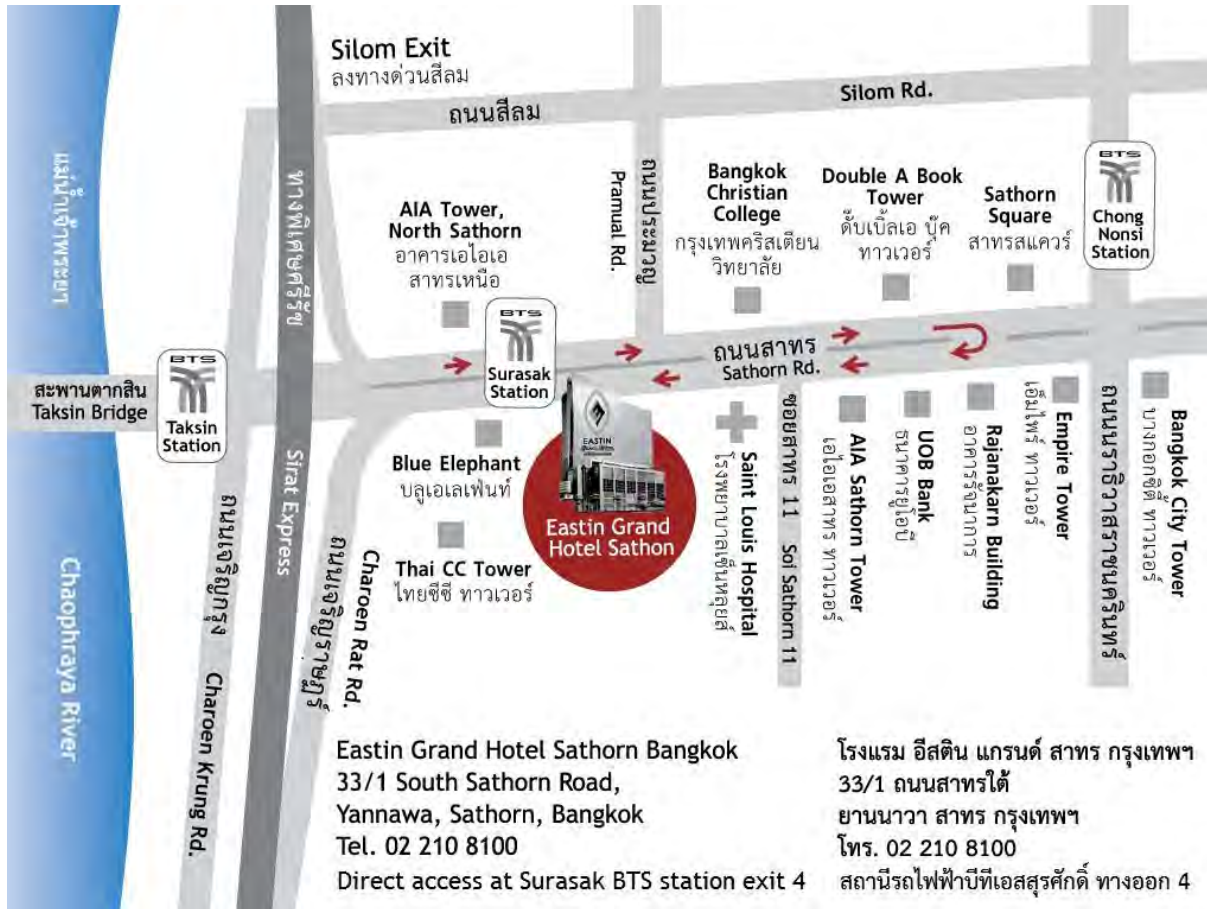 Silom Exit
ลงทางด่วนสีลม
ถนนสีลม
Silom Rd.
แม่น้ำเจ้าพระยา
Chaophraya River
ทางพิเศษศรีรัช
Sirat Express
AIA Tower,
North Sathorn
อาคารเอไอเอ
สาทรเหนือ
Pramual Rd.
ถนนประมวญ
Bangkok
Christian
College
กรุงเทพคริสเตียน
วิทยาลัย
Double A Book
Tower
ดั๊บเบิ้ลเอ บุ๊ค
ทาวเวอร์
Sathorn
Square
สาทรสแควร์
BTS
Chong
Nonsi
Station
BTS
Surasak
Station
ถนนสาทร
Sathorn Rd.
สะพานตากสิน
Taksin Bridge
BTS
Taksin
Station
Blue Elephant
บลูเอเลเฟ่นท์
Thai CC Tower
ไทยซีซี ทาวเวอร์
EASTIN
Eastin Grand
Hotel Sathon
Saint Louis Hospital
โรงพยาบาลเซ็นหลุยส์
ซอยสาทร 11 Soi Sathorn 11
AIA Sathorn Tower
เอไอเอสาทร ทาวเวอร์
UOB Bank
ธนาคารยูโอบี
Rajanakarn Building
อาคารรัจนาการ
Empire Tower
เอ็มไพร์ ทาวเวอร์
ถนนนราธิวาสราชนครินทร์
Bangkok City Tower
บางกอกซิตี้ ทาวเวอร์
ถนนเจริญกรุง
Charoen Krung Rd.
Charoen Rat Rd.
ถนนเจริญราษฎร์
Eastin Grand Hotel Sathorn Bangkok
33/1 South Sathorn Road,
Yannawa, Sathorn, Bangkok
Tel. 02 210 8100
Direct access at Surasak BTS station exit 4
โรงแรม อีสติน แกรนด์ สาทร กรุงเทพฯ
33/1 ถนนสาทรใต้
ยานนาวา สาทร กรุงเทพฯ
โทร. 02 210 8100
สถานีรถไฟฟ้าบีทีเอสสุรศักดิ์ ทางออก 4